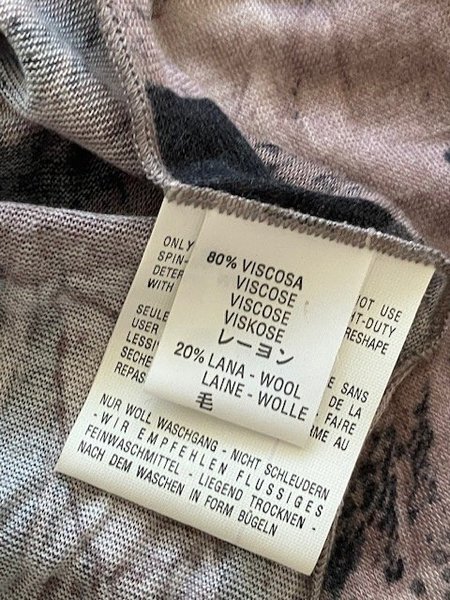 80% VISCOSA
VISCOSE
VISCOSE
VISKOSE
レーヨン
20% LANA - WOOL
LAINE - WOLLE
毛
ONLY
SPIN-
DETER
WITH
NOT USE
HT-DUTY
RESHAPE
SEULE
USER
LESSI
SECHE
REPAS
E SANS
DE LA
- FAIRE
ME AU
NUR WOLL WASCHGANG - NICHT SCHLEUDERN
- WIR EMPFEHLEN FLUSSIGES
FEINWASCHMITTEL - LIEGEND TROCKNEN -
NACH DEM WASCHEN IN FORM BÜGELN